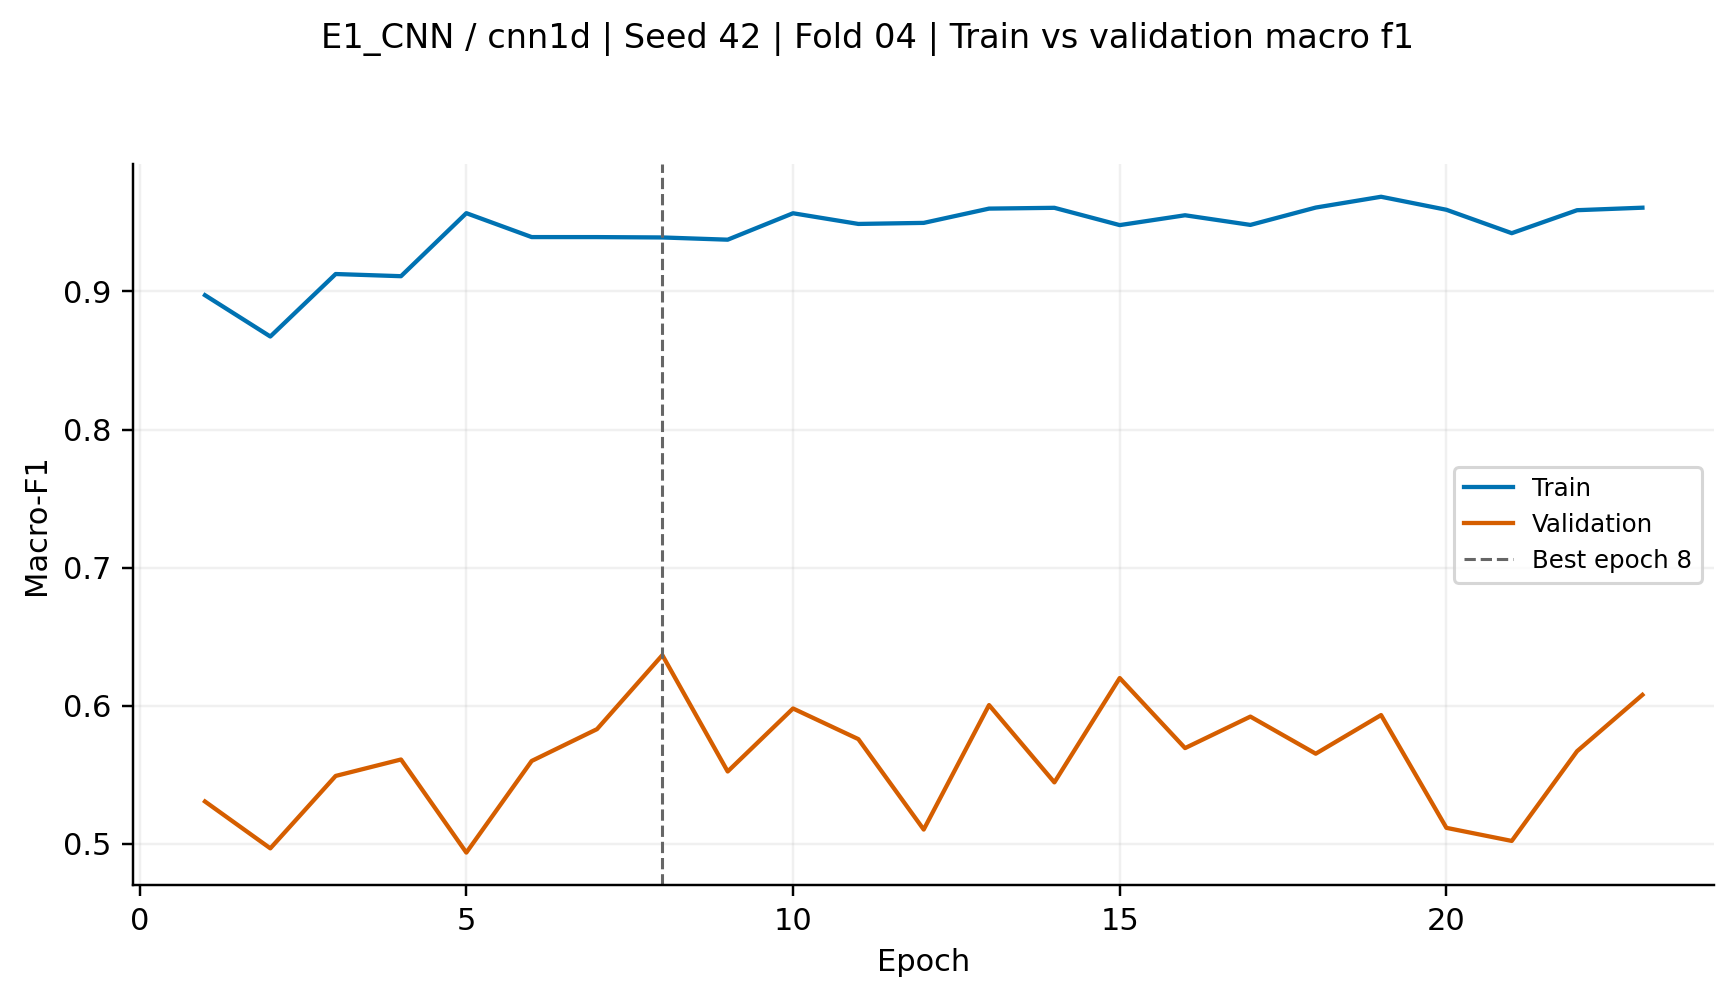 E1_CNN / cnn1d | Seed 42 | Fold 04 | Train vs validation macro f1
Macro-F1
0.9
0.8
0.7
0.6
0.5
Train
Validation
Best epoch 8
0 5 10 15 20
Epoch